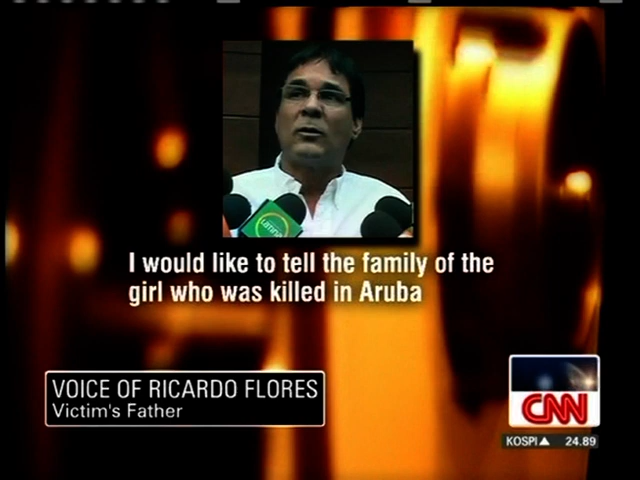 I would like to tell the family of the
girl who was killed in Aruba
VOICE OF RICARDO FLORES
Victim's Father
CNN
KOSPI▲ 24.89